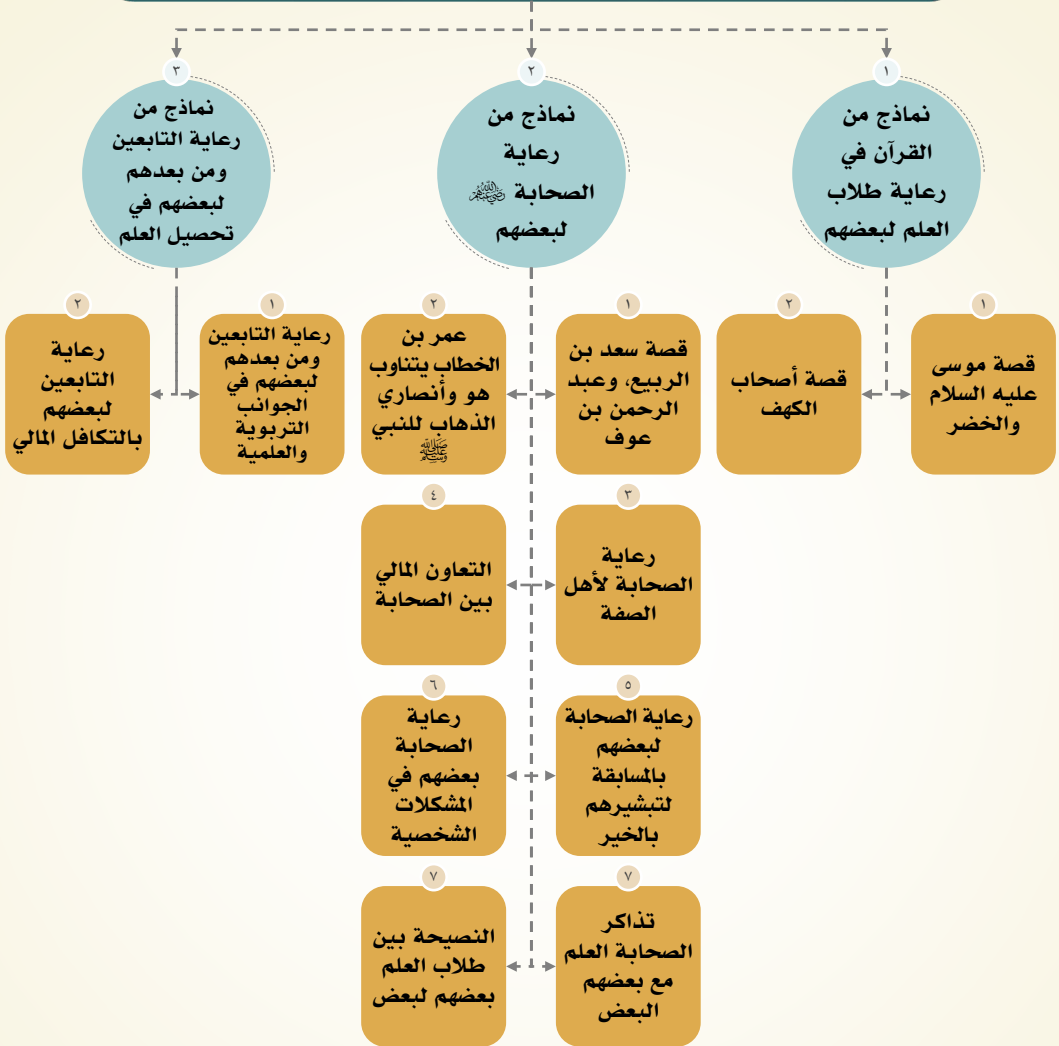 ١
نماذج من
القرآن في
رعاية طلاب
العلم لبعضهم
١
قصة موسى
عليه السلام
والخضر
٢
قصة أصحاب
الكهف
٢
نماذج من
رعاية
الصحابة رضي الله عنهم
لبعضهم
١
قصة سعد بن
الربيع، وعبد
الرحمن بن
عوف
٢
عمر بن
الخطاب يتناوب
هو وأنصاري
الذهاب للنبي
ﷺ
٣
رعاية
الصحابة لأهل
الصفة
٤
التعاون المالي
بين الصحابة
٥
رعاية الصحابة
لبعضهم
بالمسابقة
لتبشيرهم
بالخير
٦
رعاية
الصحابة
بعضهم في
المشكلات
الشخصية
٧
تذاكر
الصحابة العلم
مع بعضهم
البعض
٧
النصيحة بين
طلاب العلم
بعضهم لبعض
٣
نماذج من
رعاية التابعين
ومن بعدهم
لبعضهم في
تحصيل العلم
١
رعاية التابعين
ومن بعدهم
لبعضهم في
الجوانب
التربوية
والعلمية
٢
رعاية
التابعين
لبعضهم
بالتكافل المالي